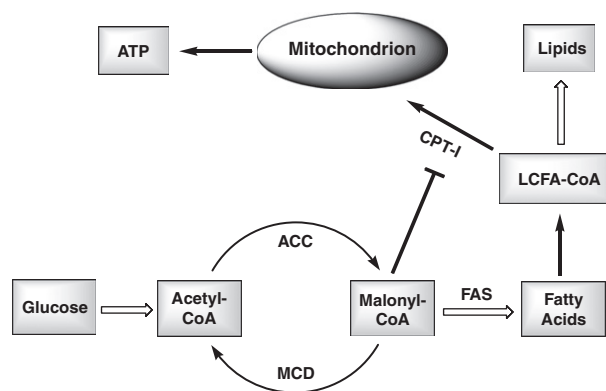 ATP
Mitochondrion
Lipids
CPT-I
LCFA-CoA
ACC
Glucose
Acetyl-
CoA
Malonyl-
CoA
FAS
Fatty
Acids
MCD